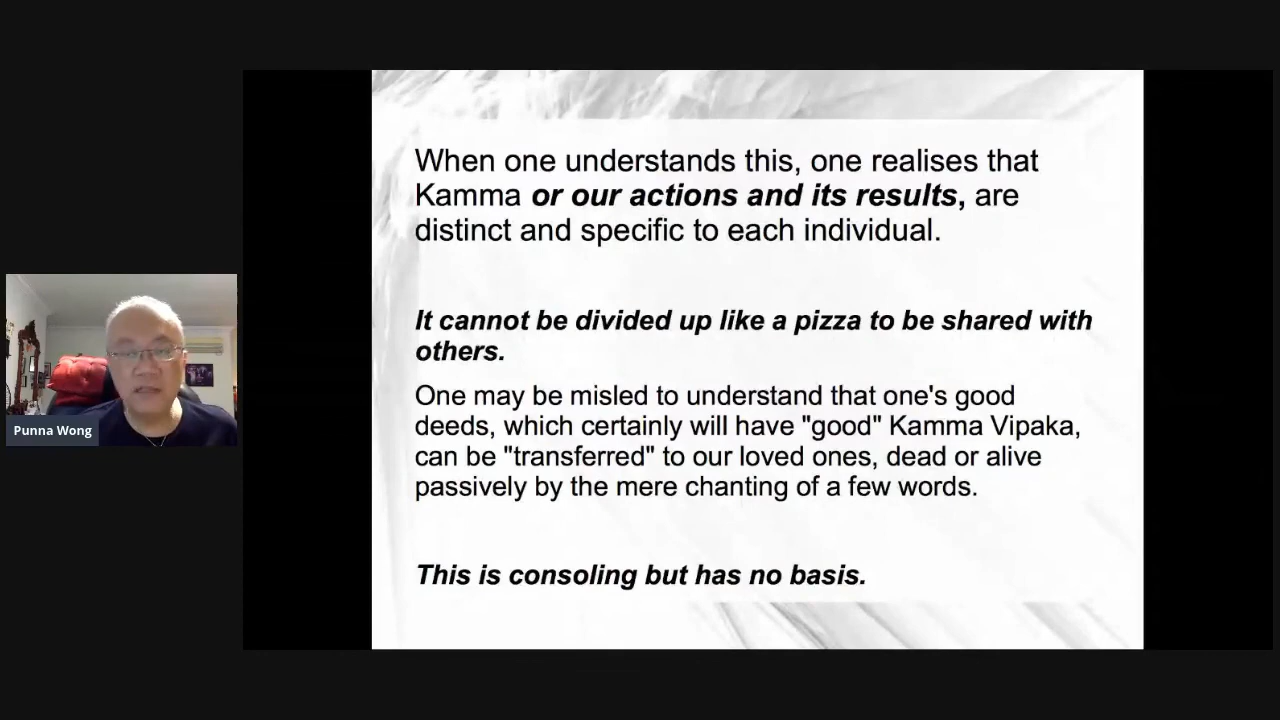 When one understands this, one realises that
Kamma or our actions and its results, are
distinct and specific to each individual.
It cannot be divided up like a pizza to be shared with
others.
One may be misled to understand that one's good
deeds, which certainly will have "good" Kamma Vipaka,
can be "transferred" to our loved ones, dead or alive
passively by the mere chanting of a few words.
This is consoling but has no basis.
Punna Wong